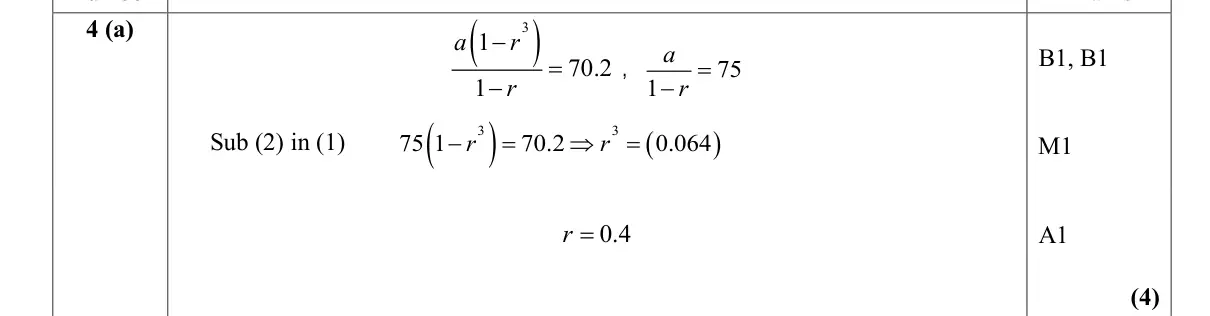 4 (a)
a(1−r³)/(1−r) = 70.2 , a/(1−r) = 75
B1, B1
Sub (2) in (1) 75(1−r³) = 70.2 ⇒ r³ = (0.064)
M1
r = 0.4
A1
(4)